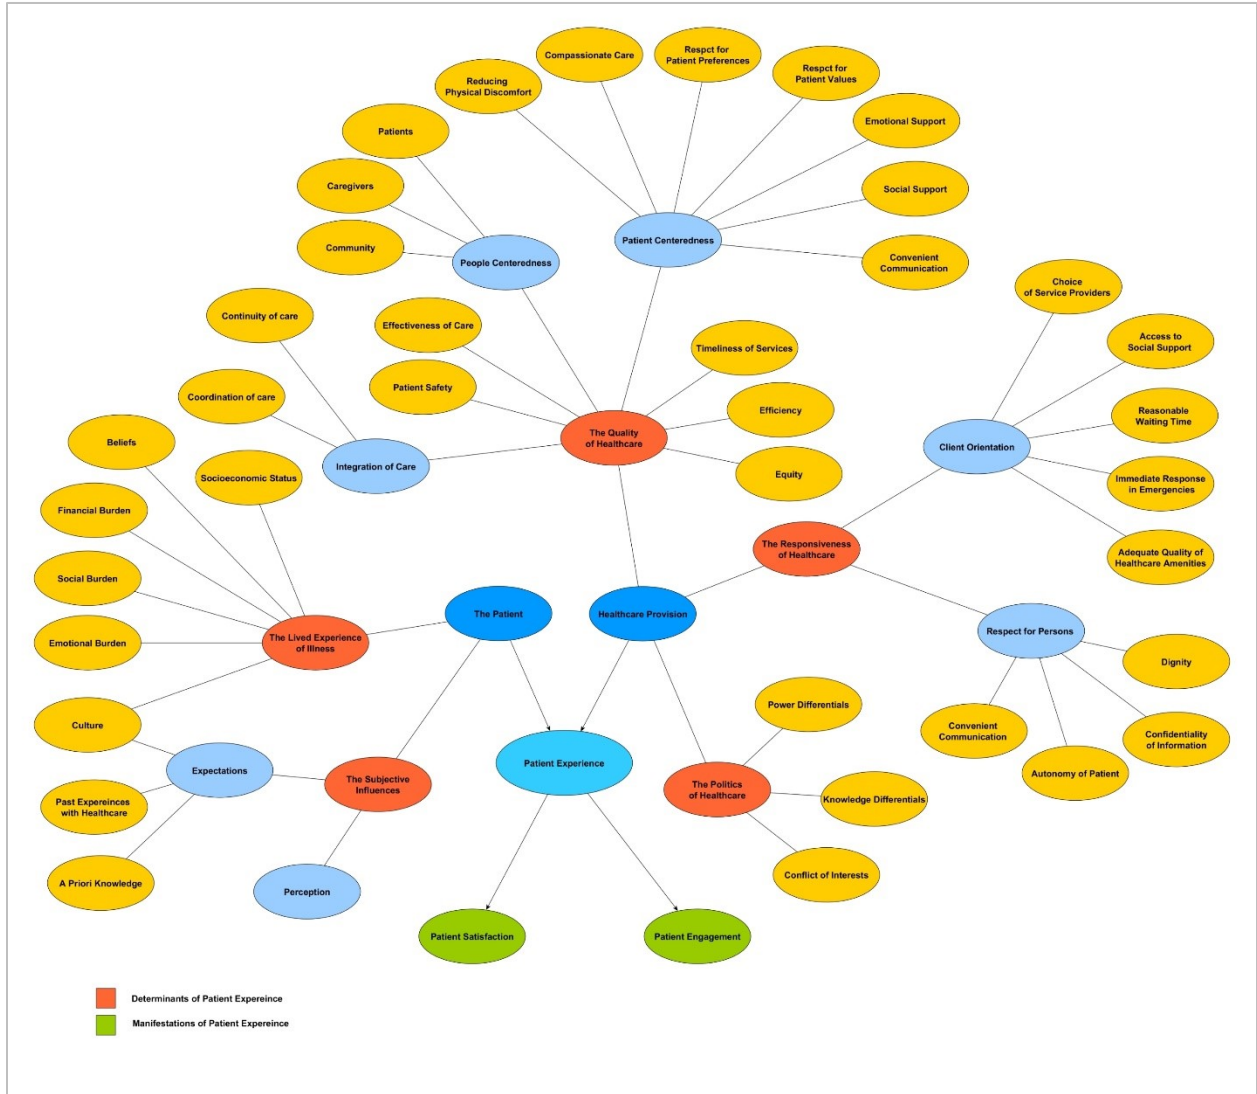 Compassionate Care
Respct for
Patient Preferences
Respct for
Patient Values
Reducing
Physical Discomfort
Emotional Support
Patients
Caregivers
Social Support
Community
People Centeredness
Patient Centeredness
Convenient
Communication
Choice
of Service Providers
Continuity of care
Effectiveness of Care
Timeliness of Services
Access to
Social Support
Coordination of care
Patient Safety
Efficiency
Reasonable
Waiting Time
Beliefs
The Quality
of Healthcare
Client Orientation
Integration of Care
Socioeconomic Status
Equity
Immediate Response
in Emergencies
Financial Burden
The Responsiveness
of Healthcare
Adequate Quality of
Healthcare Amenities
Social Burden
The Patient
Healthcare Provision
Emotional Burden
The Lived Experience
of Illness
Respect for Persons
Dignity
Culture
Power Differentials
Convenient
Communication
Confidentiality
of Information
Expectations
Patient Experience
Autonomy of Patient
The Subjective
Influences
The Politics
of Healthcare
Past Expereinces
with Healthcare
Knowledge Differentials
A Priori Knowledge
Perception
Conflict of Interests
Patient Satisfaction
Patient Engagement
Determinants of Patient Expereince
Manifestations of Patient Expereince